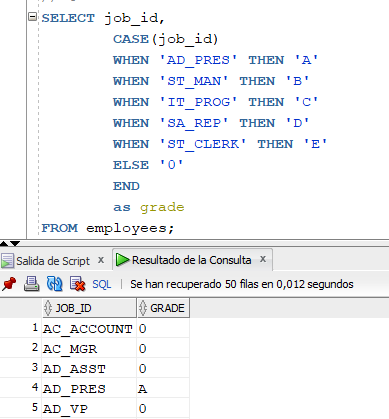 SELECT job_id,
CASE(job_id)
WHEN 'AD_PRES' THEN 'A'
WHEN 'ST_MAN' THEN 'B'
WHEN 'IT_PROG' THEN 'C'
WHEN 'SA_REP' THEN 'D'
WHEN 'ST_CLERK' THEN 'E'
ELSE '0'
END
as grade
FROM employees;
Salida de Script x Resultado de la Consulta x
SQL | Se han recuperado 50 filas en 0,012 segundos
JOB_ID GRADE
1 AC_ACCOUNT 0
2 AC_MGR 0
3 AD_ASST 0
4 AD_PRES A
5 AD_VP 0